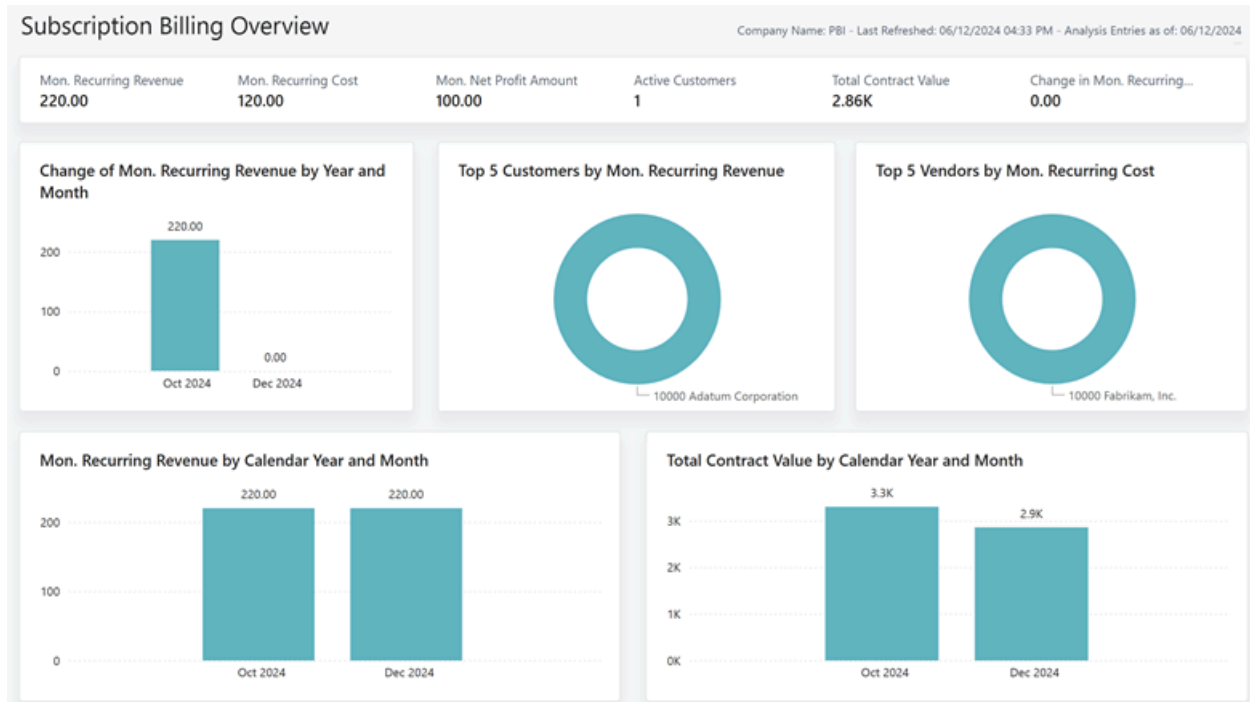 Subscription Billing Overview
Company Name: PBI - Last Refreshed: 06/12/2024 04:33 PM - Analysis Entries as of: 06/12/2024
Mon. Recurring Revenue
220.00
Mon. Recurring Cost
120.00
Mon. Net Profit Amount
100.00
Active Customers
1
Total Contract Value
2.86K
Change in Mon. Recurring...
0.00
Change of Mon. Recurring Revenue by Year and
Month
220.00
200
100
0.00
0
Oct 2024 Dec 2024
Top 5 Customers by Mon. Recurring Revenue
10000 Adatum Corporation
Top 5 Vendors by Mon. Recurring Cost
10000 Fabrikam, Inc.
Mon. Recurring Revenue by Calendar Year and Month
220.00 220.00
200
100
0
Oct 2024 Dec 2024
Total Contract Value by Calendar Year and Month
3.3K
2.9K
3K
2K
1K
0K
Oct 2024 Dec 2024